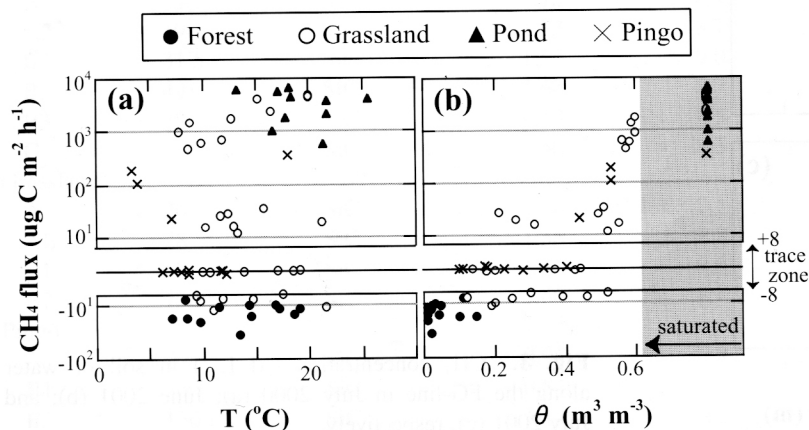 Forest Grassland Pond Pingo
(a) (b)
10⁴
10³
10²
10¹
-10¹
-10²
CH₄ flux (ug C m⁻² h⁻¹)
+8
trace
zone
-8
saturated
0 10 20 0 0.2 0.4 0.6
T (°C) θ (m³ m⁻³)